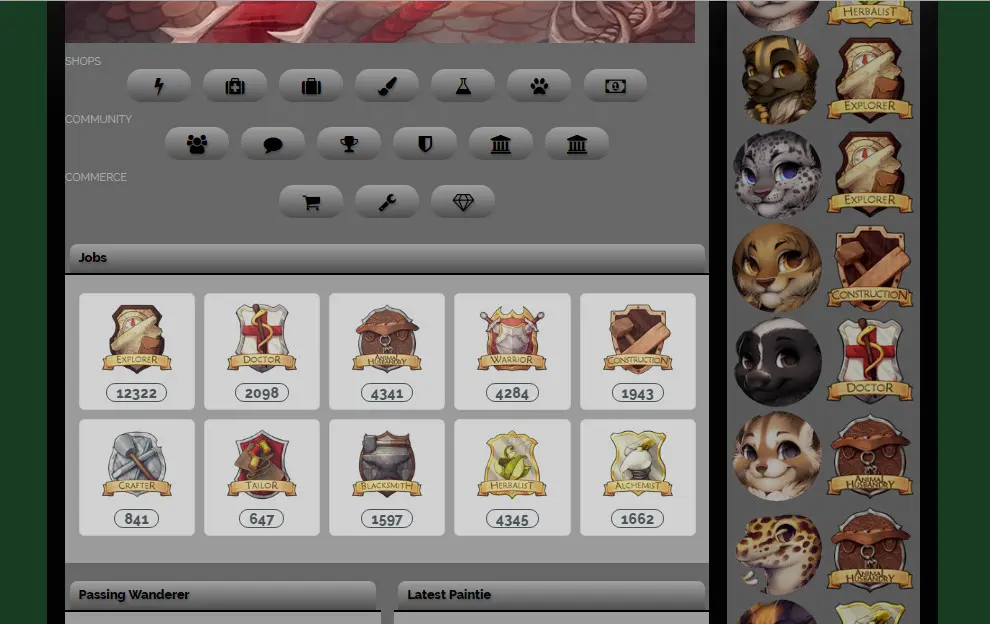 SHOPS
COMMUNITY
COMMERCE
Jobs
EXPLORER
DOCTOR
ANIMAL HUSBANDRY
WARRIOR
CONSTRUCTION
12322
2098
4341
4284
1943
CRAFTER
TAILOR
BLACKSMITH
HERBALIST
ALCHEMIST
841
647
1597
4345
1662
Passing Wanderer
Latest Paintie
HERBALIST
EXPLORER
EXPLORER
CONSTRUCTION
DOCTOR
ANIMAL
HUSBANDRY
ANIMAL
HUSBANDRY